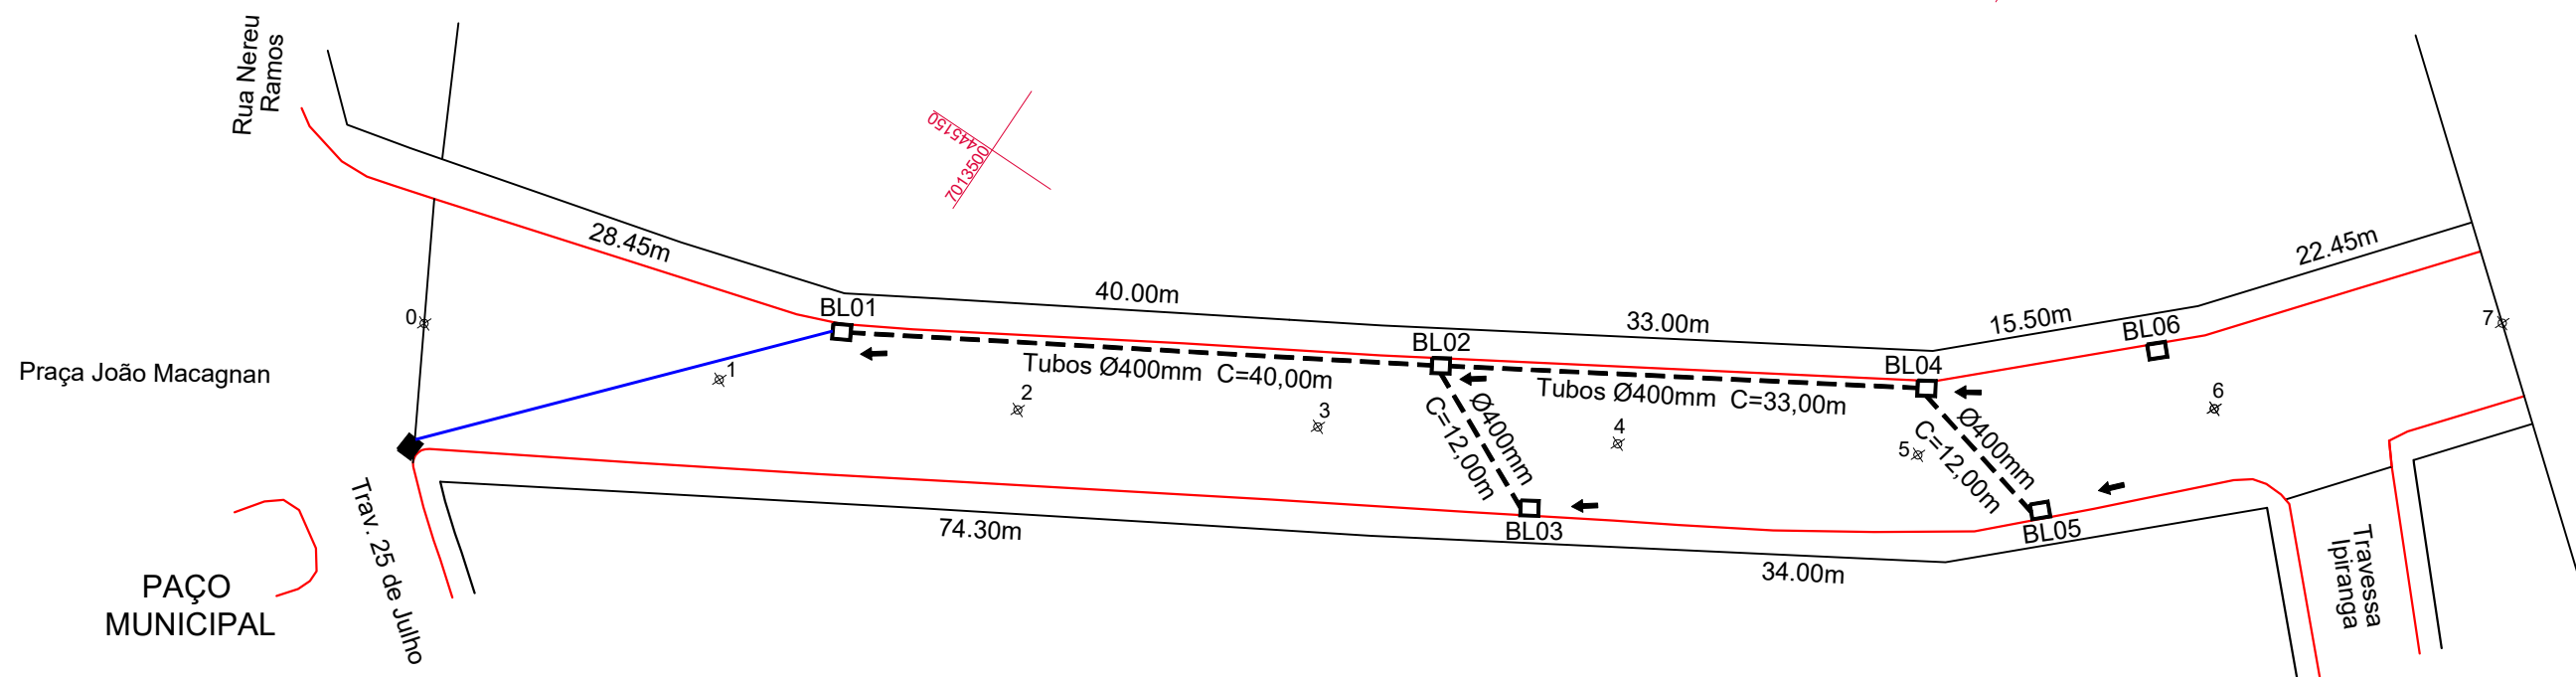 Rua Nereu
Ramos
0445150
7013500
28.45m
40.00m
33.00m
15.50m
22.45m
BL01
BL02
BL04
BL06
0
1
2
3
4
5
6
7
Tubos Ø400mm C=40,00m
Tubos Ø400mm C=33,00m
Ø400mm
C=12,00m
Ø400mm
C=12,00m
Praça João Macagnan
BL03
BL05
74.30m
34.00m
Trav. 25 de Julho
PAÇO
MUNICIPAL
Travessa
Ipiranga